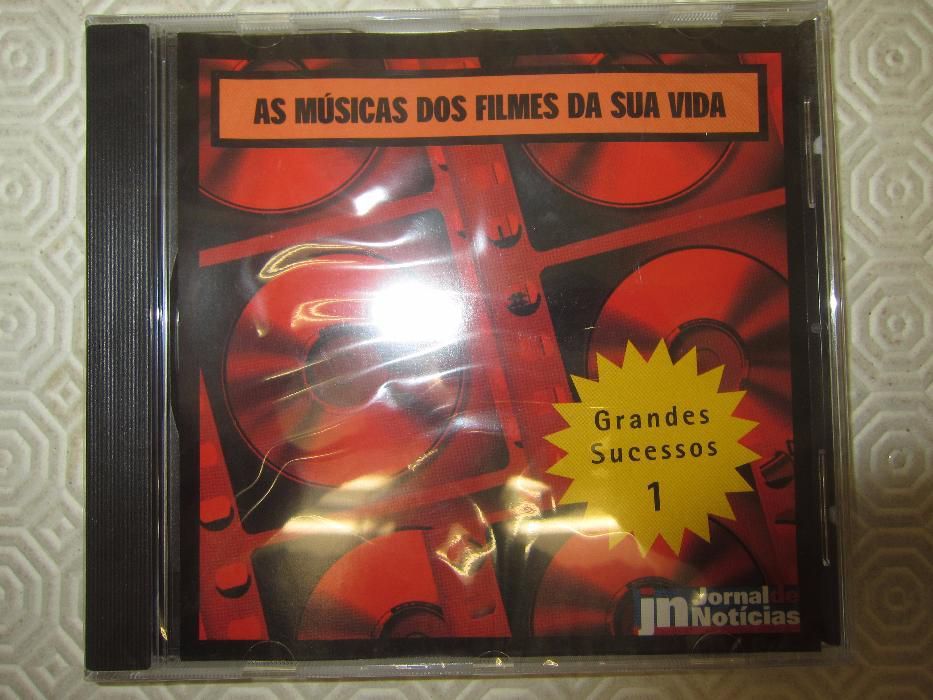 AS MÚSICAS DOS FILMES DA SUA VIDA
Grandes
Sucessos
1
jn Jornal de
Notícias